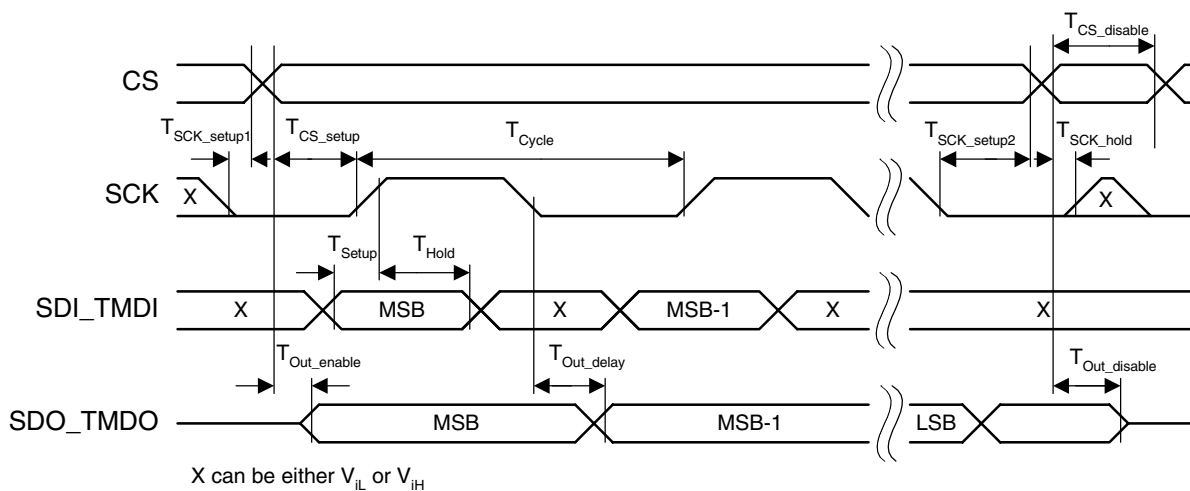 T_CS_disable
CS
T_SCK_setup1 T_CS_setup T_Cycle T_SCK_setup2 T_SCK_hold
SCK X X
T_Setup T_Hold
SDI_TMDI X MSB X MSB-1 X X
T_Out_enable T_Out_delay T_Out_disable
SDO_TMDO MSB MSB-1 LSB
X can be either V_iL or V_iH